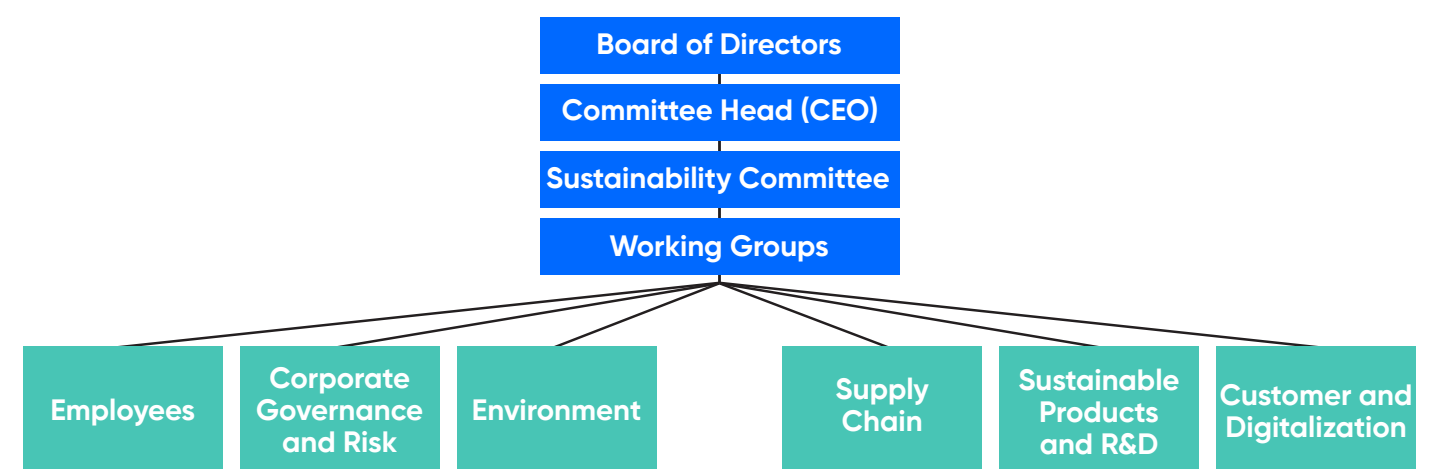 Board of Directors
Committee Head (CEO)
Sustainability Committee
Working Groups
Employees
Corporate
Governance
and Risk
Environment
Supply
Chain
Sustainable
Products
and R&D
Customer and
Digitalization